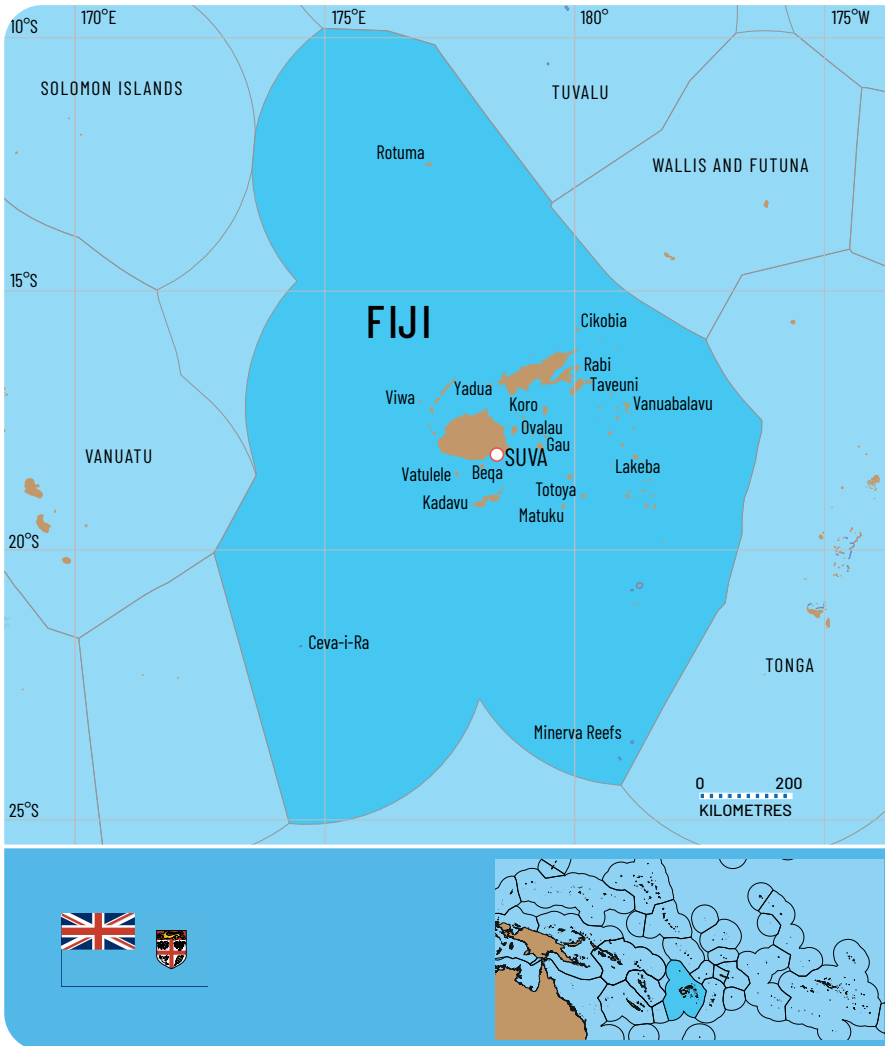 170°E
175°E
180°
175°W
10°S
SOLOMON ISLANDS
TUVALU
Rotuma
WALLIS AND FUTUNA
15°S
FIJI
Cikobia
Rabi
Taveuni
Yadua
Viwa
Koro
Vanuabalavu
Ovalau
Gau
VANUATU
SUVA
Lakeba
Vatulele
Beqa
Totoya
Kadavu
Matuku
20°S
Ceva-i-Ra
TONGA
Minerva Reefs
0 200
KILOMETRES
25°S